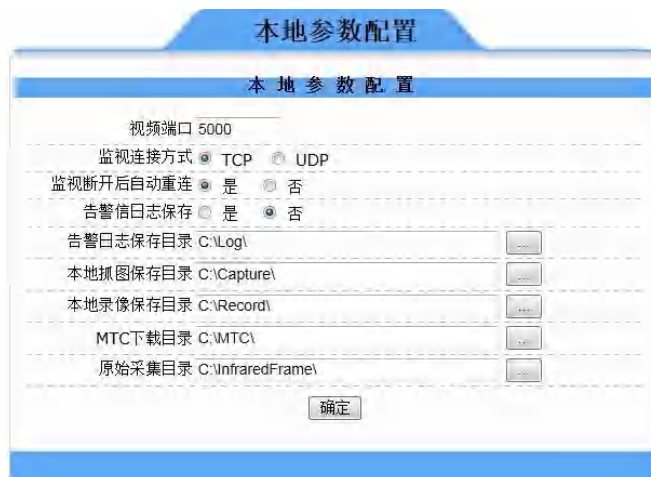 本地参数配置
本地参数配置
视频端口 5000
监视连接方式 TCP UDP
监视断开后自动重连 是 否
告警信日志保存 是 否
告警日志保存目录 C:\Log\ ...
本地抓图保存目录 C:\Capture\ ...
本地录像保存目录 C:\Record\ ...
MTC下载目录 C:\MTC\ ...
原始采集目录 C:\InfraredFrame\ ...
确定